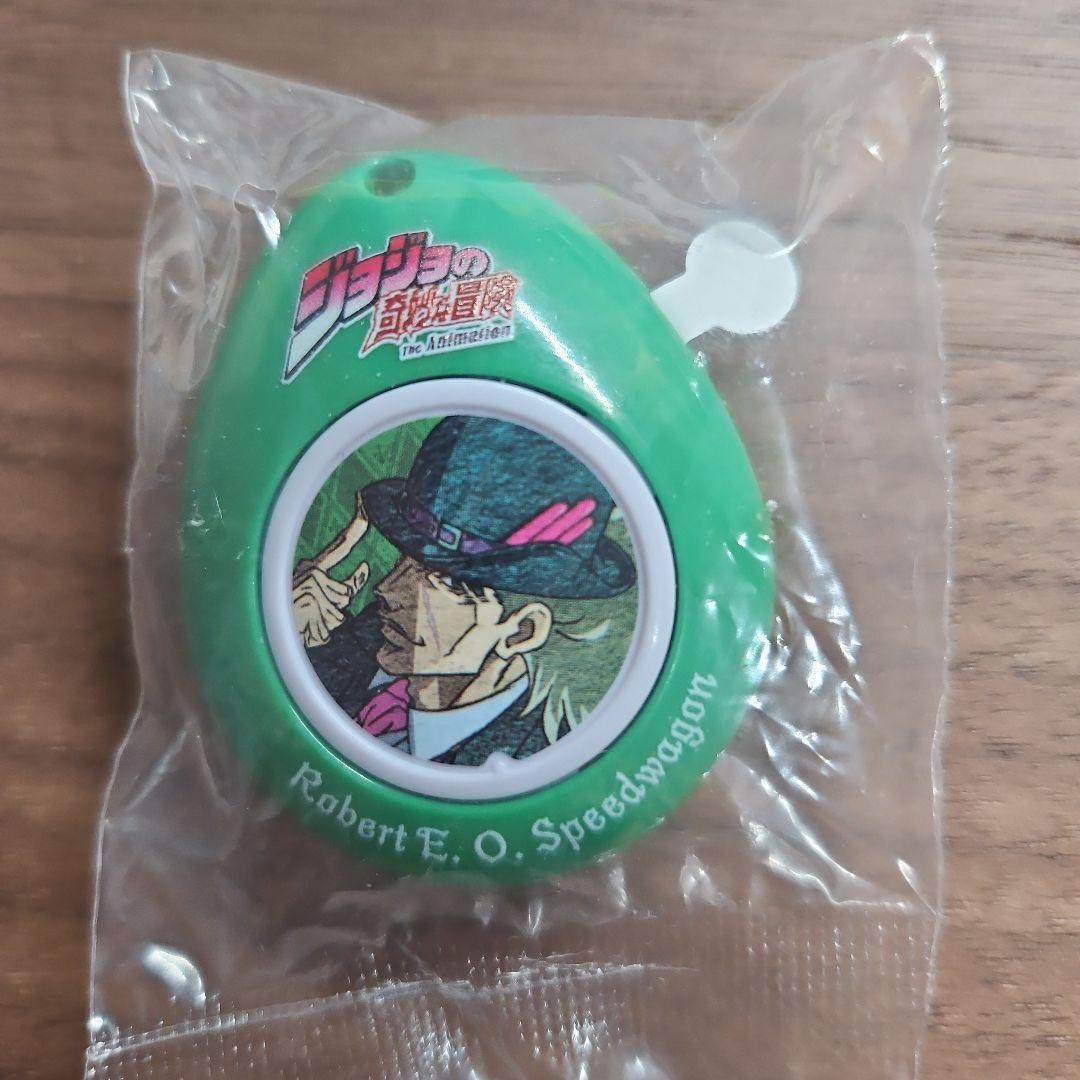 ジョジョの
奇妙な冒険
The Animation
Robert E. O. Speedwagon